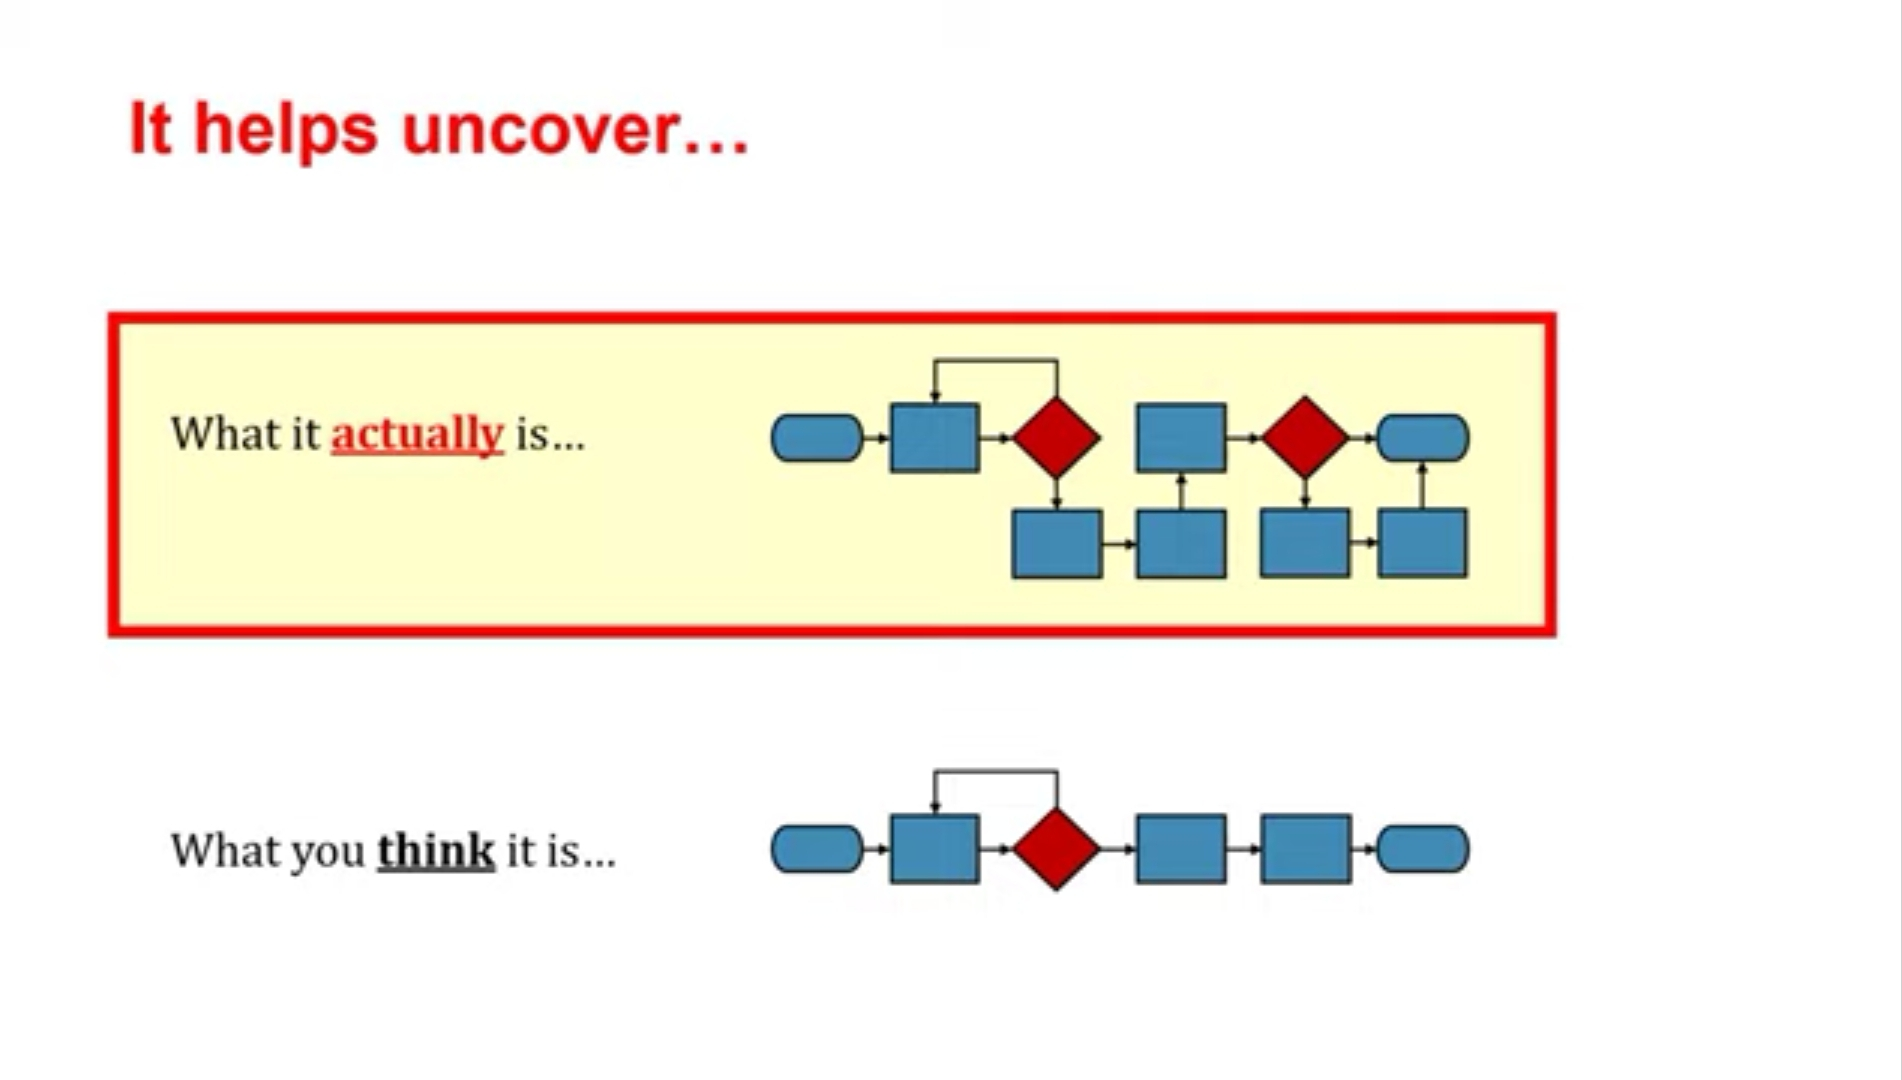 It helps uncover...
What it actually is...
What you think it is...